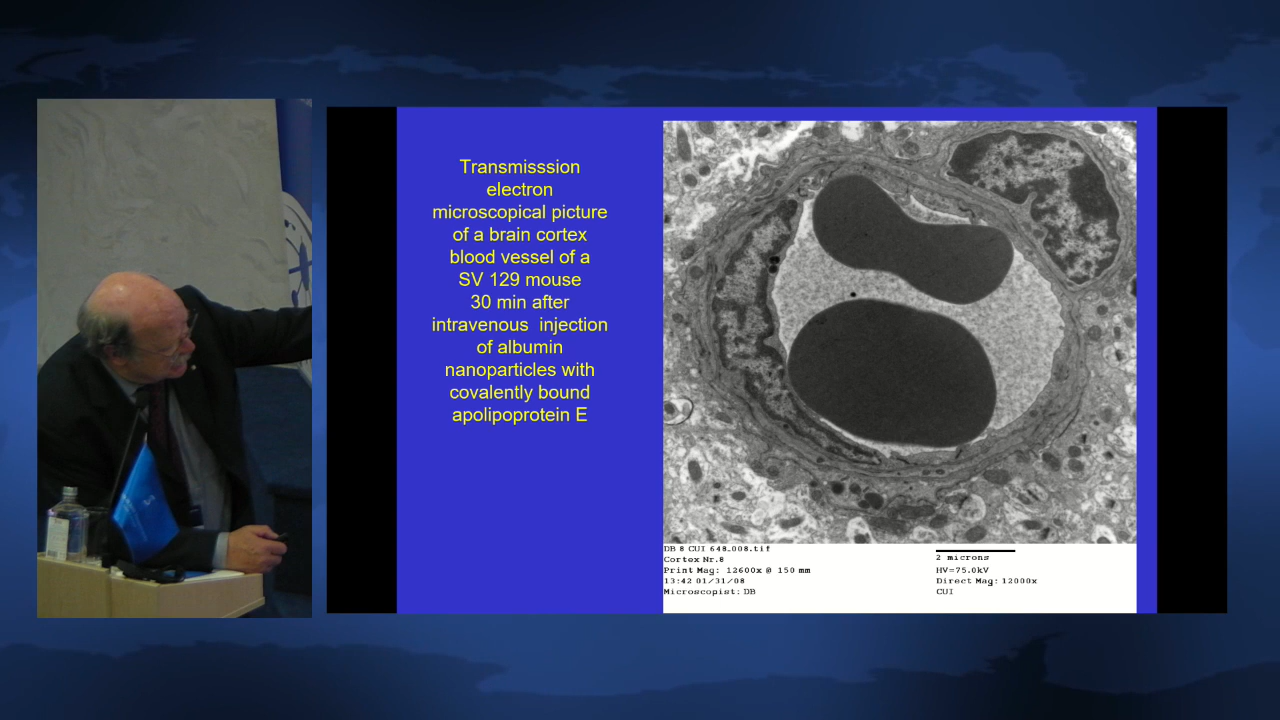 Transmisssion
electron
microscopical picture
of a brain cortex
blood vessel of a
SV 129 mouse
30 min after
intravenous injection
of albumin
nanoparticles with
covalently bound
apolipoprotein E
DB 8 CUI 648_008.tif
Cortex Nr.8
Print Mag: 12600x @ 150 mm
13:42 01/31/08
Microscopist: DB
2 microns
HV=75.0kV
Direct Mag: 12000x
CUI